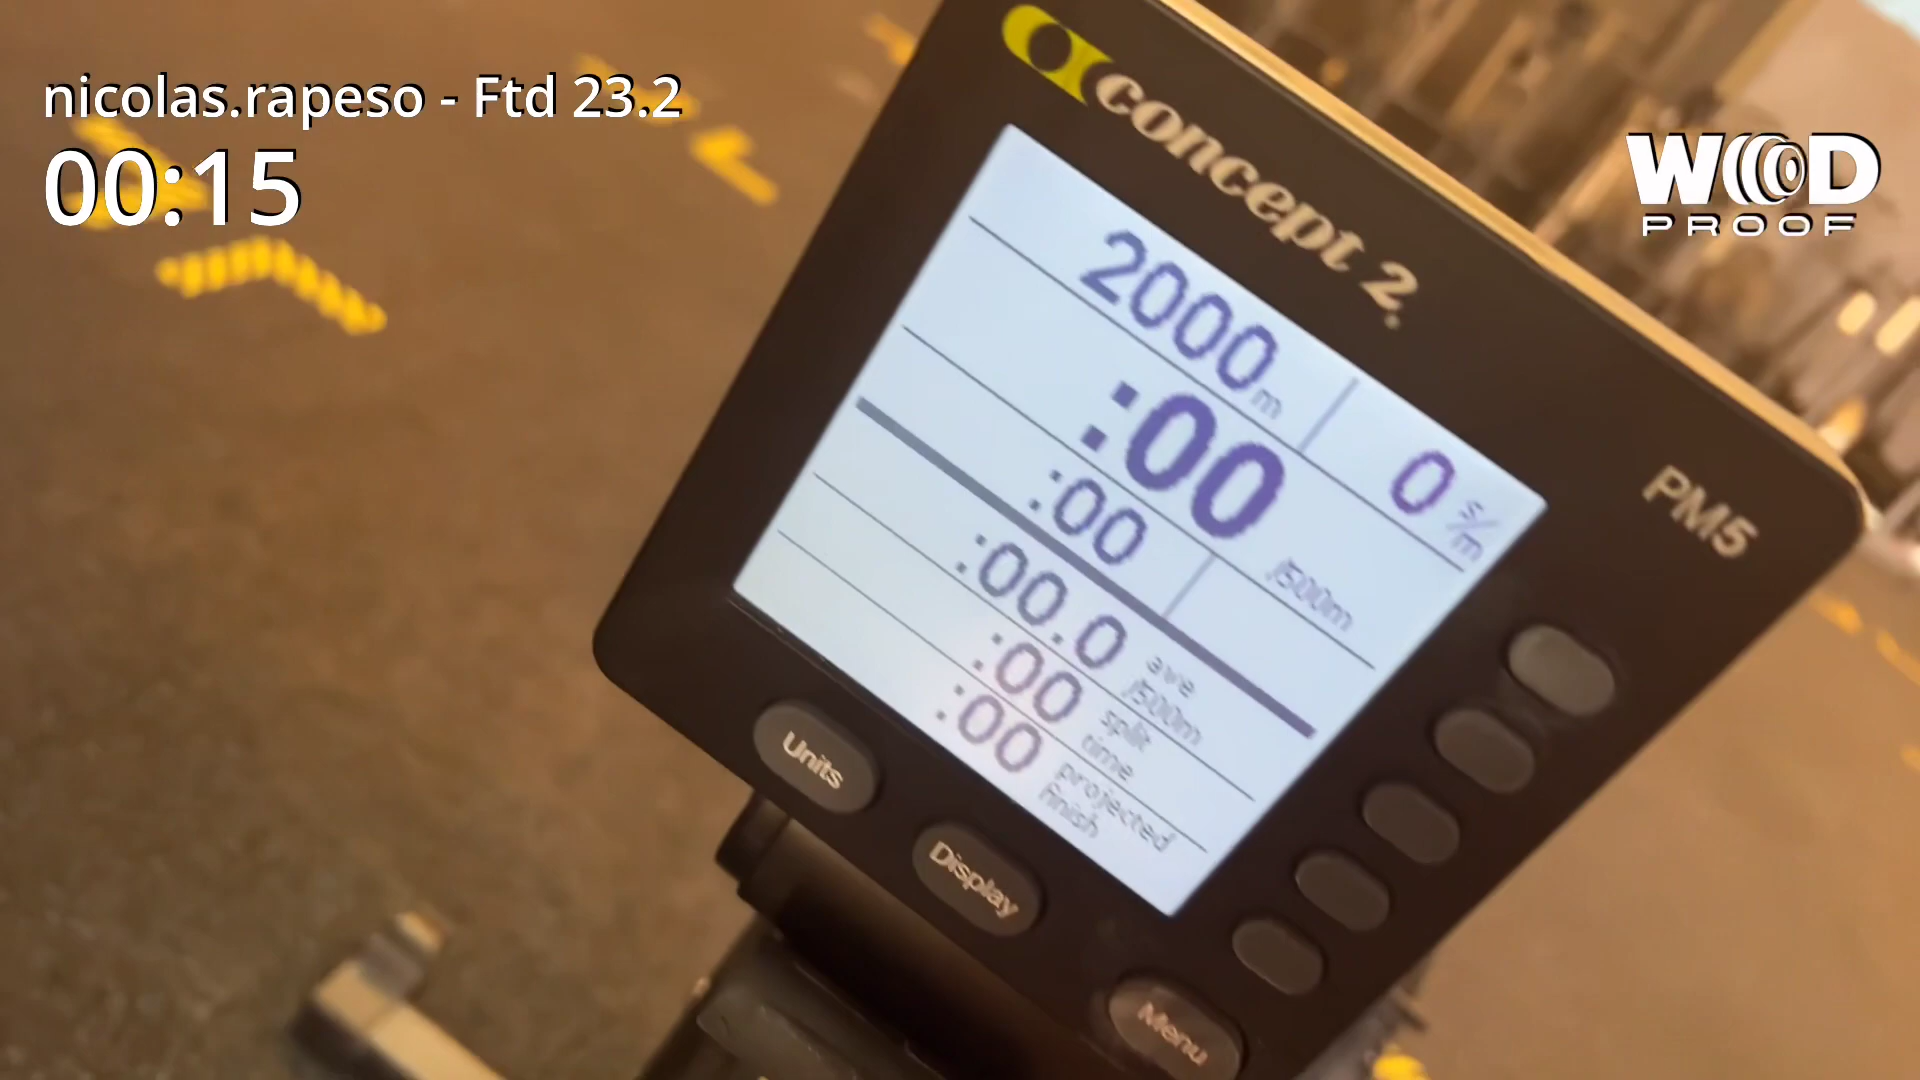 nicolas.rapeso - Ftd 23.2
00:15
WOD
PROOF
concept 2.
PM5
2000m
0 s/m
:00 /500m
:00
:00.0 ave /500m
:00 split time
:00 projected finish
Units
Display
Menu